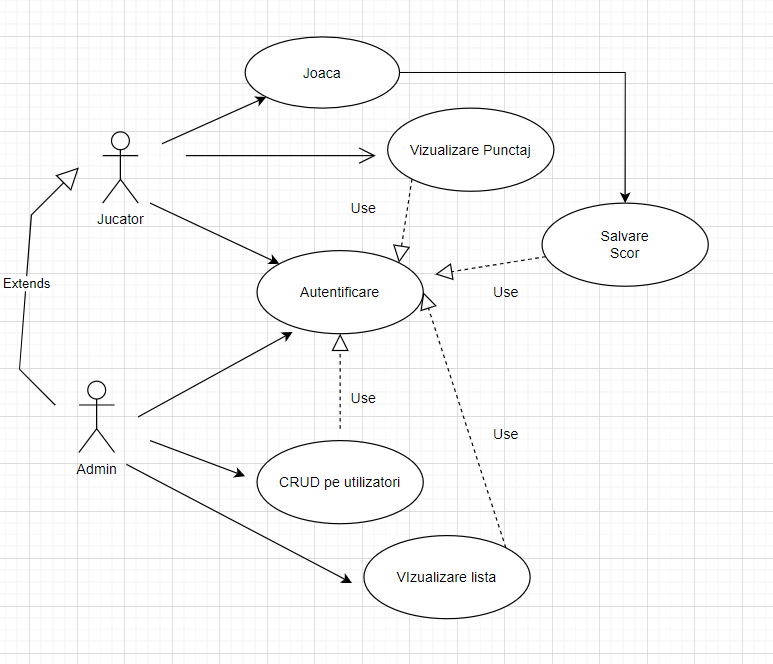 Joaca
Vizualizare Punctaj
Jucator
Use
Salvare
Scor
Extends
Autentificare
Use
Use
Use
Admin
CRUD pe utilizatori
VIzualizare lista